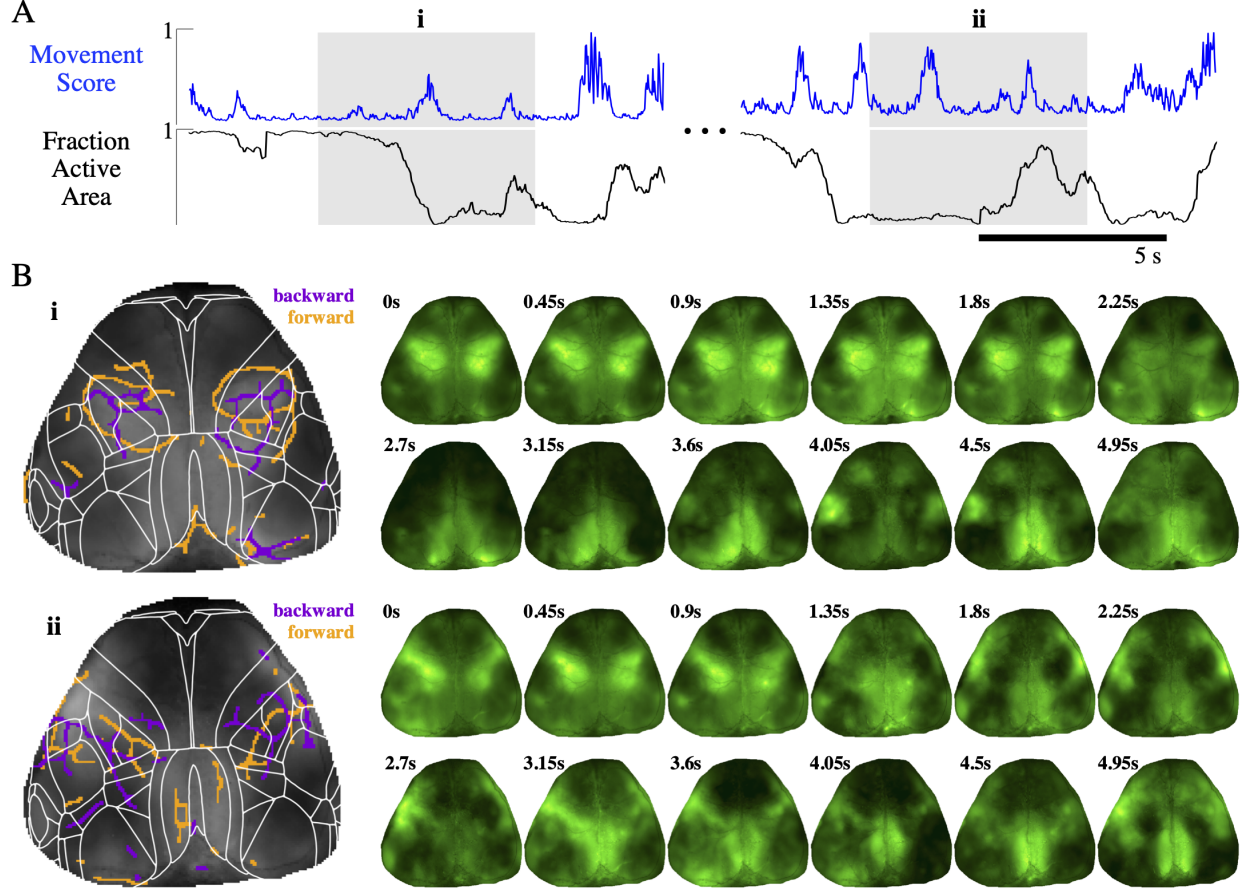 A
i
ii
1
Movement
Score
1
Fraction
Active
Area
• • •
5 s
B
i
backward
forward
0s 0.45s 0.9s 1.35s 1.8s 2.25s
2.7s 3.15s 3.6s 4.05s 4.5s 4.95s
ii
backward
forward
0s 0.45s 0.9s 1.35s 1.8s 2.25s
2.7s 3.15s 3.6s 4.05s 4.5s 4.95s